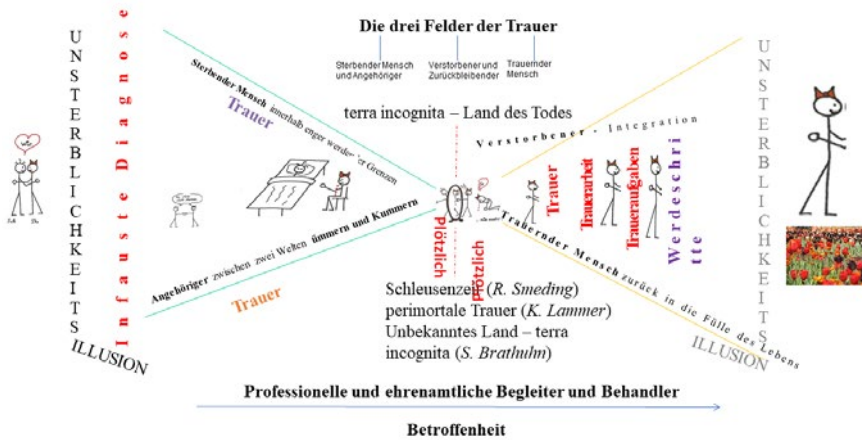 Die drei Felder der Trauer
Sterbender Mensch
und Angehöriger
Verstorbener und
Zurückbleibender
Trauernder
Mensch
UNSTERBLICHKEITS
ILLUSION
Infauste Diagnose
Sterbender Mensch innerhalb enger werdender Grenzen
Trauer
terra incognita – Land des Todes
Verstorbener - Integration
Angehöriger zwischen zwei Welten ümmern und Kummern
Trauer
Plötzlich
Plötzlich
Trauer
Trauerarbeit
Traueraufgaben
Werdeschri
tte
Trauernder Mensch zurück in die Fülle des Lebens
UNSTERBLICHKEITS
ILLUSION
Schleusenzeit (R. Smeding)
perimortale Trauer (K. Lammer)
Unbekanntes Land – terra
incognita (S. Brathuhn)
Professionelle und ehrenamtliche Begleiter und Behandler
Betroffenheit